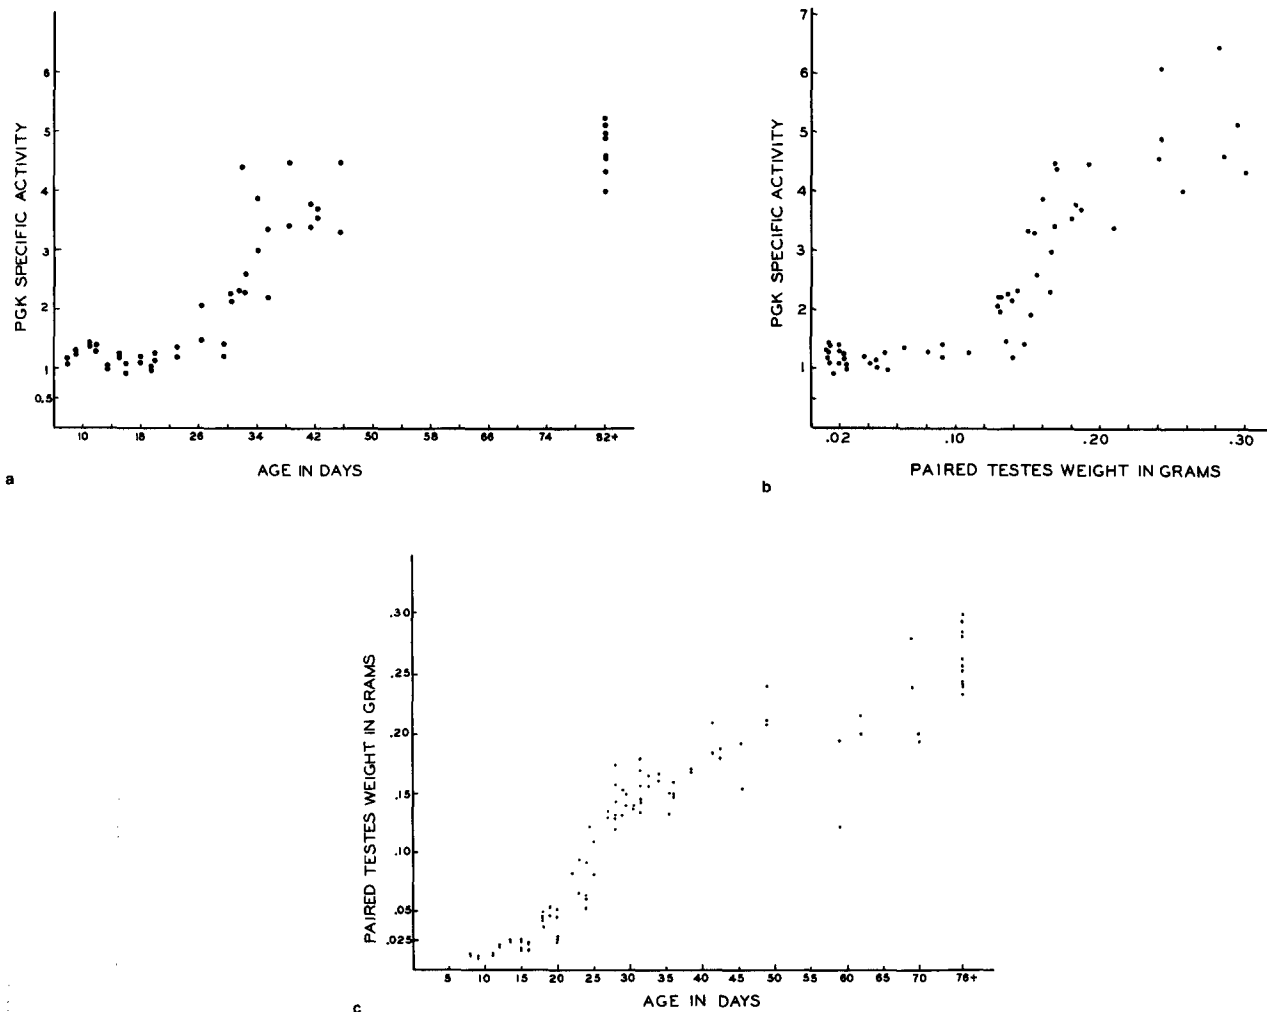 PGK SPECIFIC ACTIVITY
6
5
4
3
2
1
0.5
10 18 26 34 42 50 58 66 74 82+
AGE IN DAYS
a
PGK SPECIFIC ACTIVITY
7
6
5
4
3
2
1
.02 .10 .20 .30
PAIRED TESTES WEIGHT IN GRAMS
b
PAIRED TESTES WEIGHT IN GRAMS
.30
.25
.20
.15
.10
.05
.025
5 10 15 20 25 30 35 40 45 50 60 65 70 76+
AGE IN DAYS
c